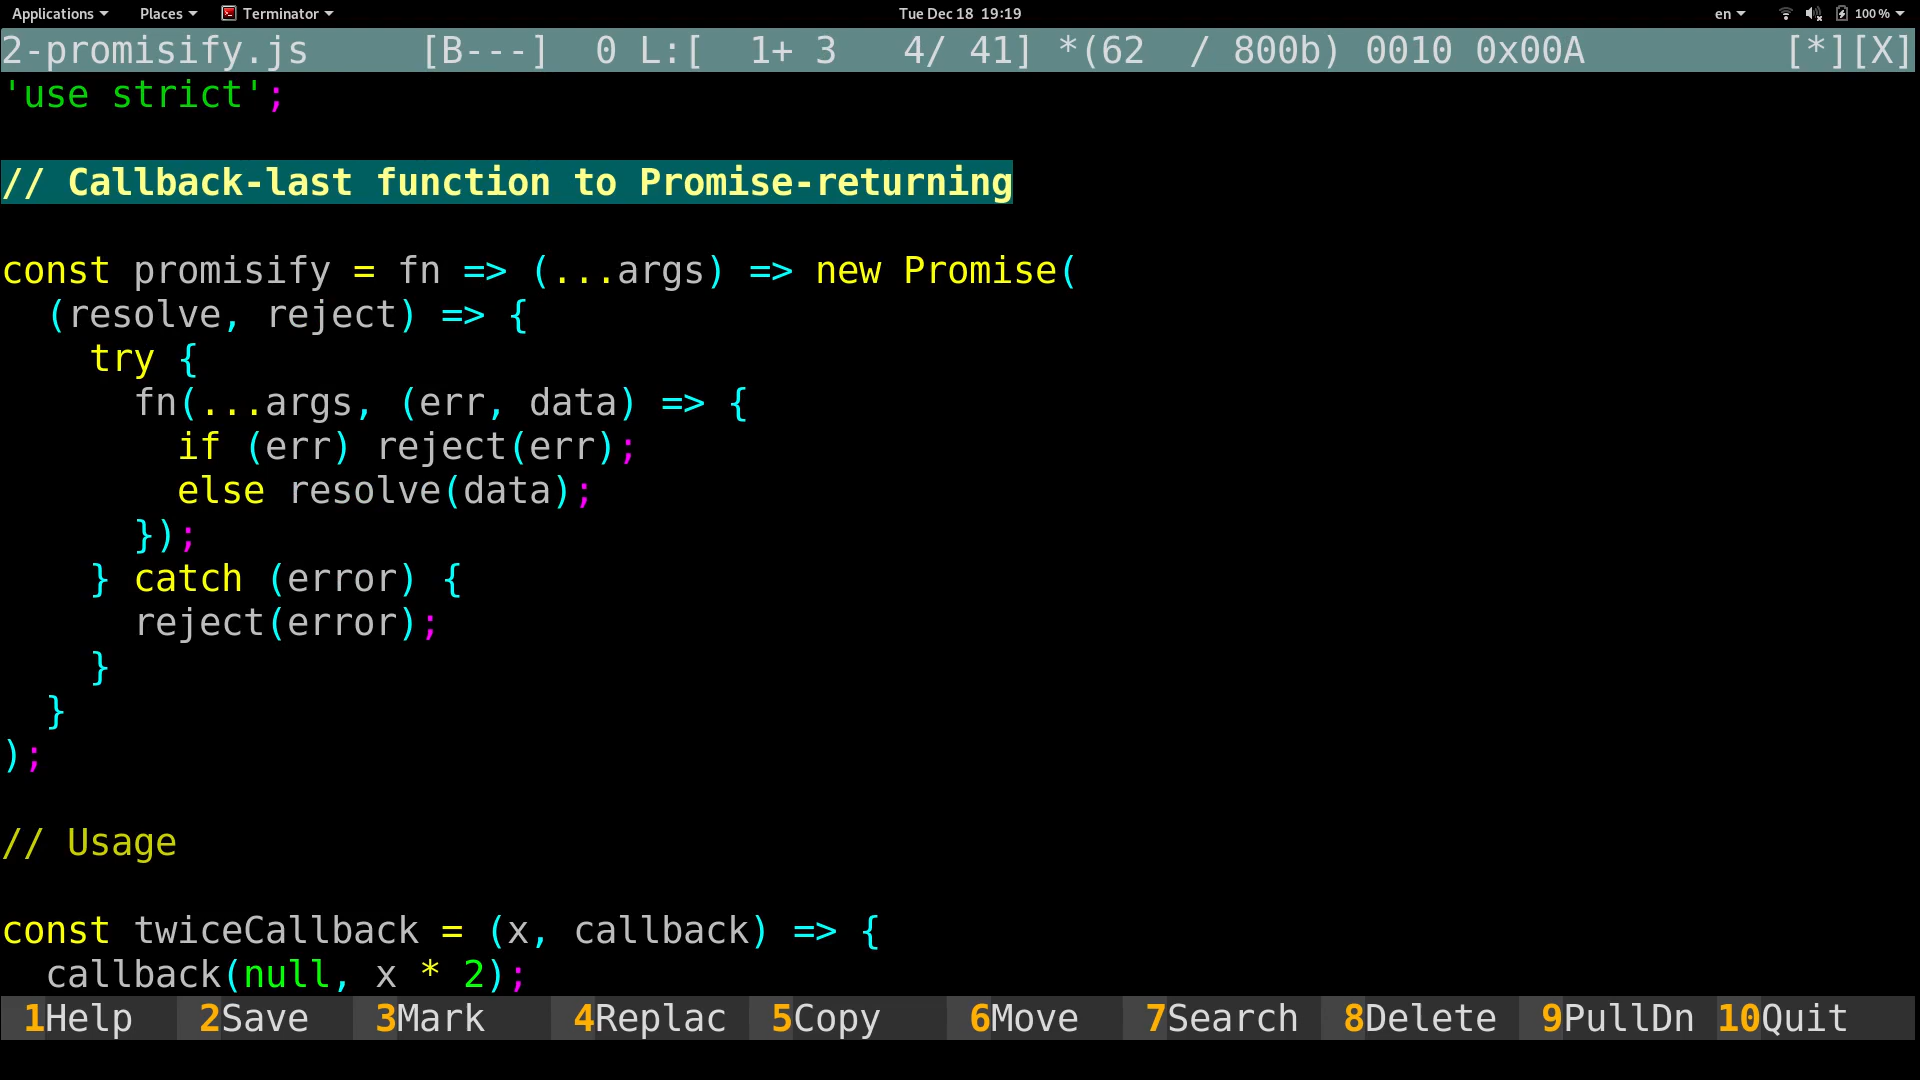 Applications Places Terminator Tue Dec 18 19:19 en 100 %
2-promisify.js [B---] 0 L:[ 1+ 3 4/ 41] *(62 / 800b) 0010 0x00A [*][X]
'use strict';
// Callback-last function to Promise-returning
const promisify = fn => (...args) => new Promise(
  (resolve, reject) => {
    try {
      fn(...args, (err, data) => {
        if (err) reject(err);
        else resolve(data);
      });
    } catch (error) {
      reject(error);
    }
  }
);
// Usage
const twiceCallback = (x, callback) => {
  callback(null, x * 2);
1Help 2Save 3Mark 4Replac 5Copy 6Move 7Search 8Delete 9PullDn 10Quit